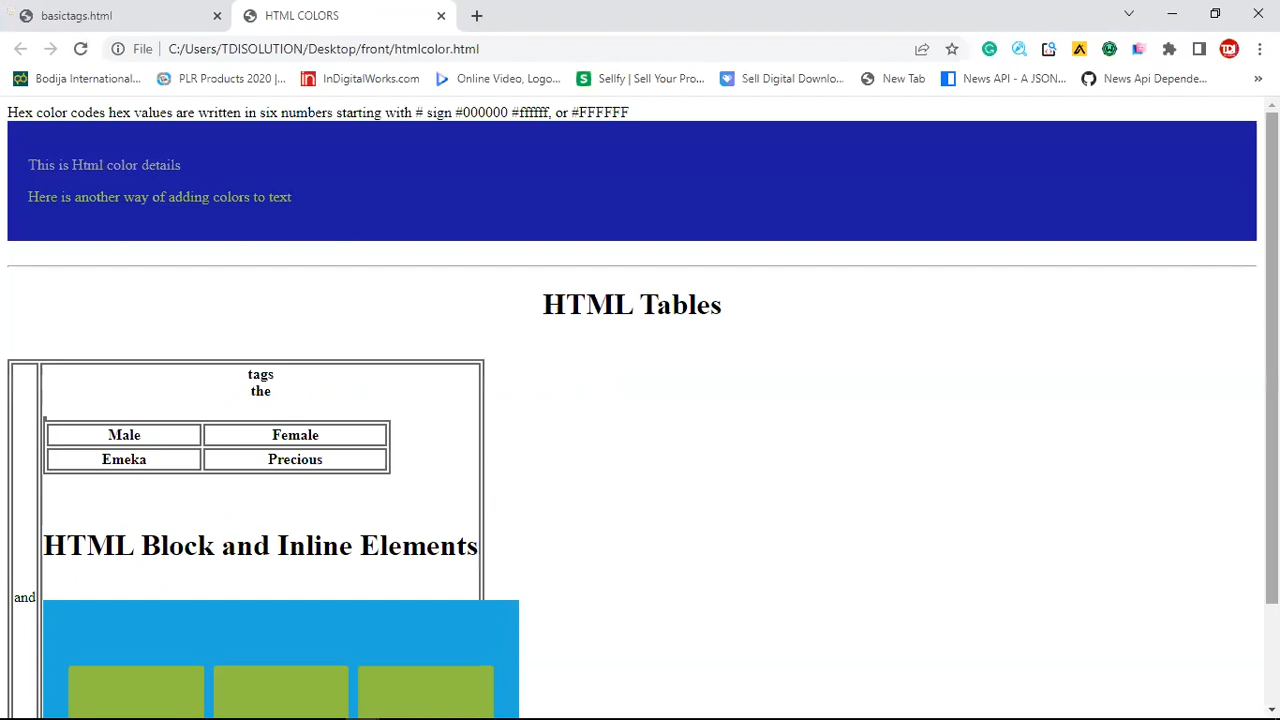 basictags.html
HTML COLORS
File C:/Users/TDISOLUTION/Desktop/front/htmlcolor.html
TDI
Bodija International...
PLR Products 2020 |...
in InDigitalWorks.com
Online Video, Logo...
S Sellfy | Sell Your Pro...
Sell Digital Downlo...
New Tab
News API - A JSON...
News Api Depende...
»
Hex color codes hex values are written in six numbers starting with # sign #000000 #ffffff, or #FFFFFF
This is Html color details
Here is another way of adding colors to text
HTML Tables
tags
the
Male Female
Emeka Precious
HTML Block and Inline Elements
and